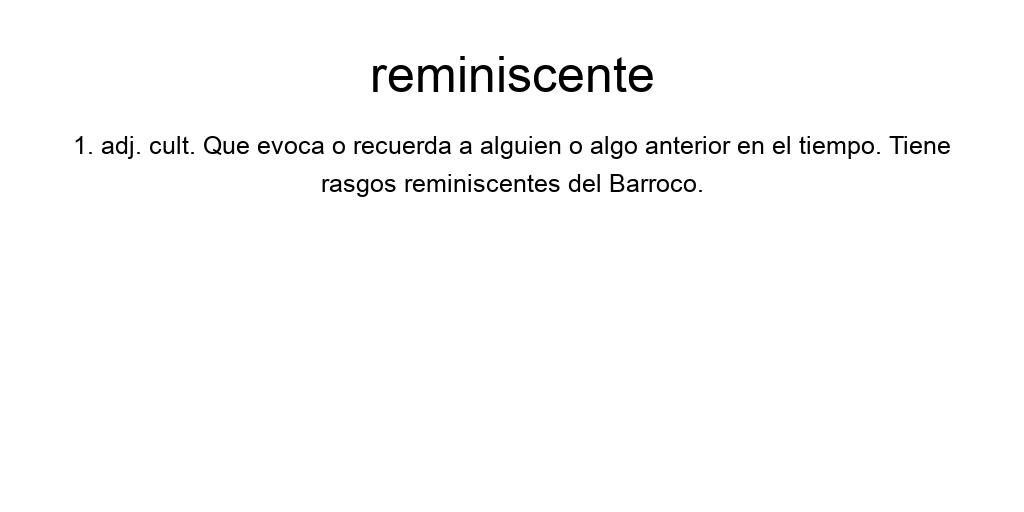 reminiscente
1. adj. cult. Que evoca o recuerda a alguien o algo anterior en el tiempo. Tiene
rasgos reminiscentes del Barroco.